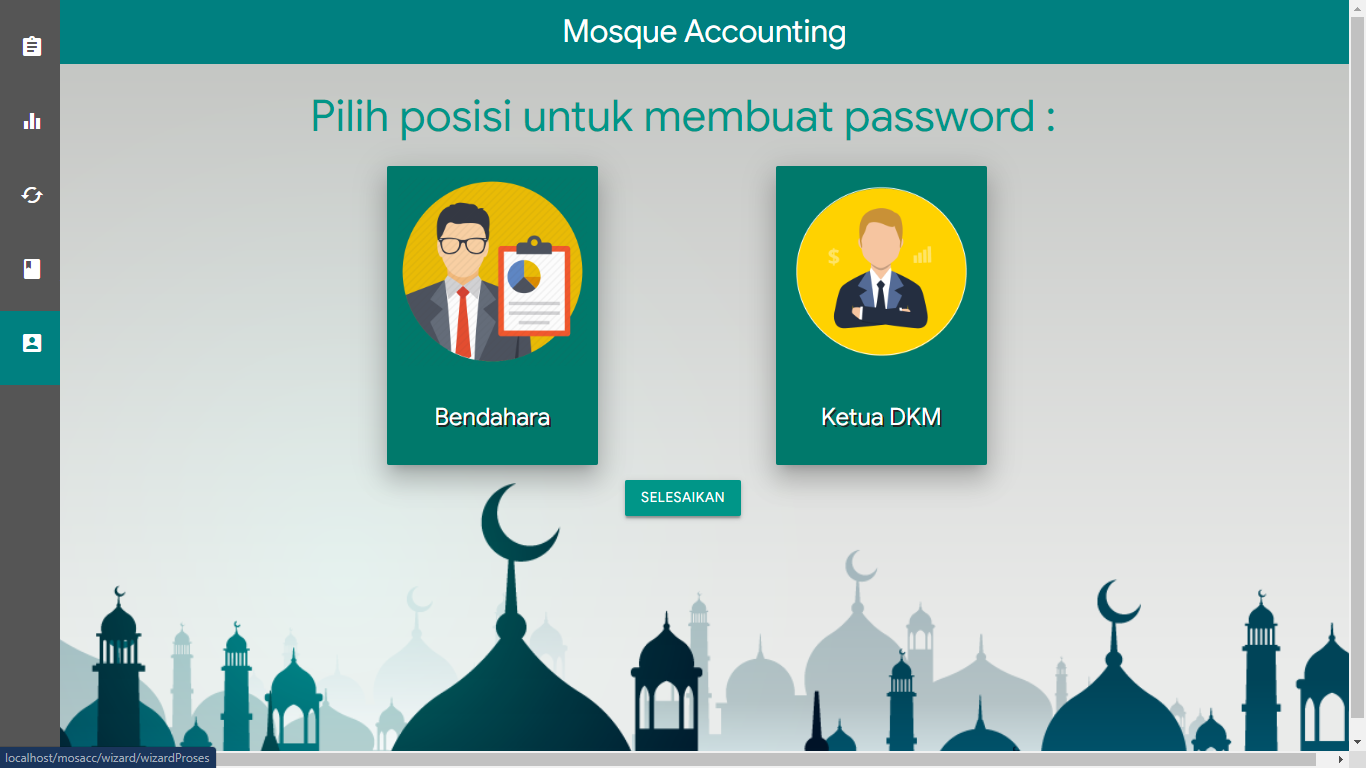 Mosque Accounting
Pilih posisi untuk membuat password :
$
Bendahara
Ketua DKM
SELESAIKAN
localhost/mosacc/wizard/wizardProses